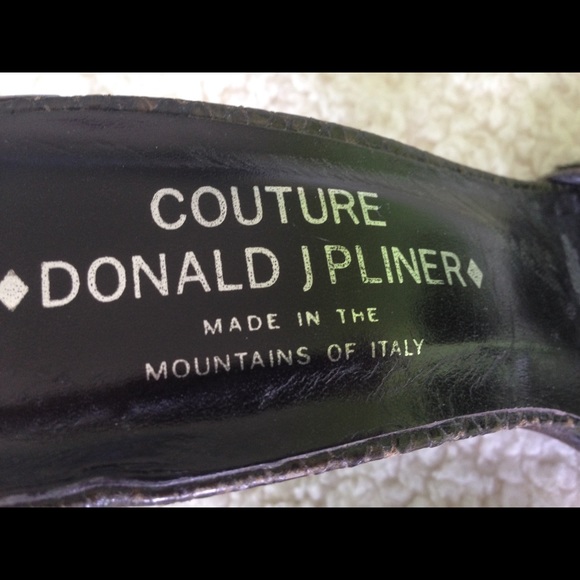 COUTURE
♦DONALD J PLINER♦
MADE IN THE
MOUNTAINS OF ITALY